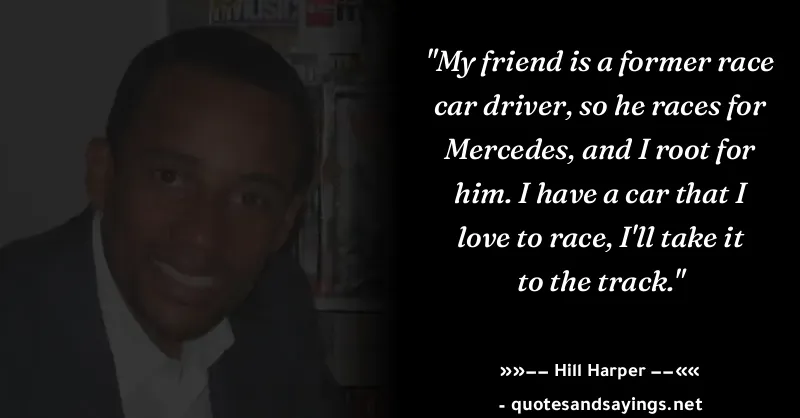 MUSIC
"My friend is a former race
car driver, so he races for
Mercedes, and I root for
him. I have a car that I
love to race, I'll take it
to the track."
»»–– Hill Harper ––««
- quotesandsayings.net